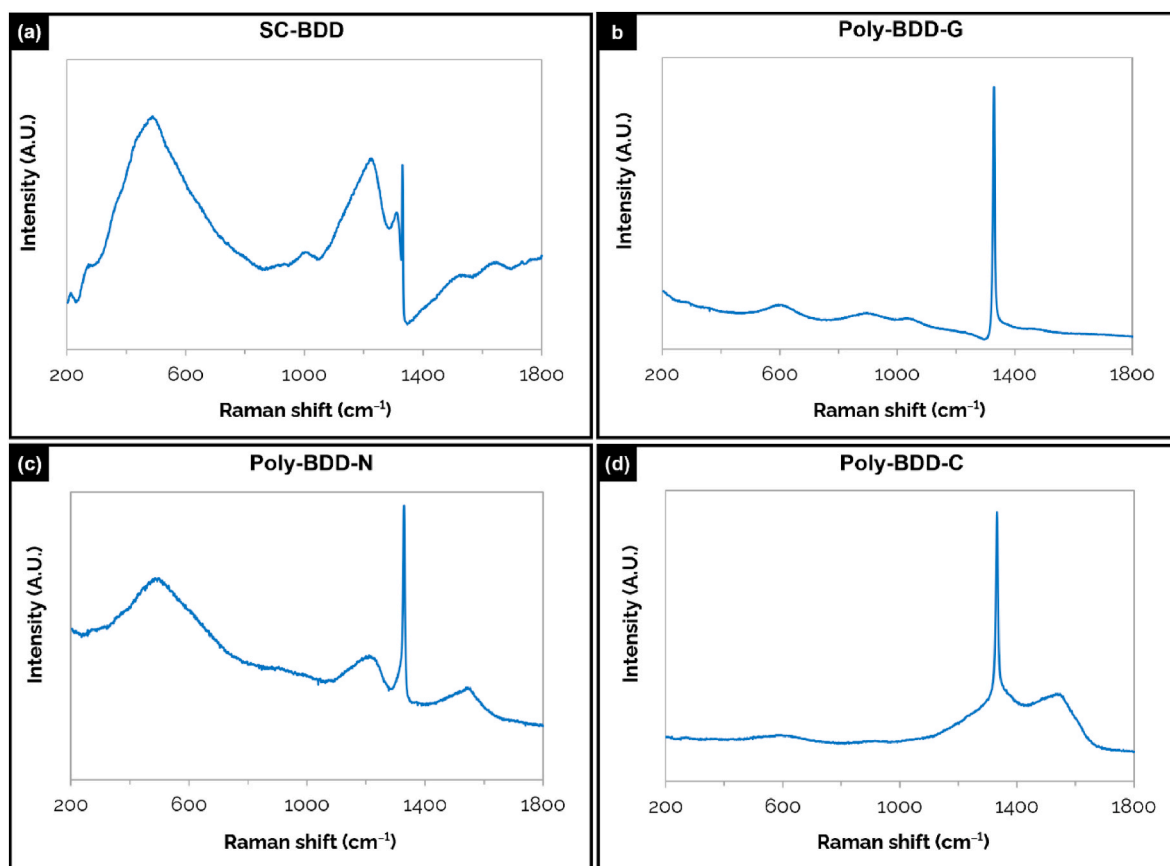 (a)
SC-BDD
Intensity (A.U.)
200 600 1000 1400 1800
Raman shift (cm⁻¹)
b
Poly-BDD-G
Intensity (A.U.)
200 600 1000 1400 1800
Raman shift (cm⁻¹)
(c)
Poly-BDD-N
Intensity (A.U.)
200 600 1000 1400 1800
Raman shift (cm⁻¹)
(d)
Poly-BDD-C
Intensity (A.U.)
200 600 1000 1400 1800
Raman shift (cm⁻¹)